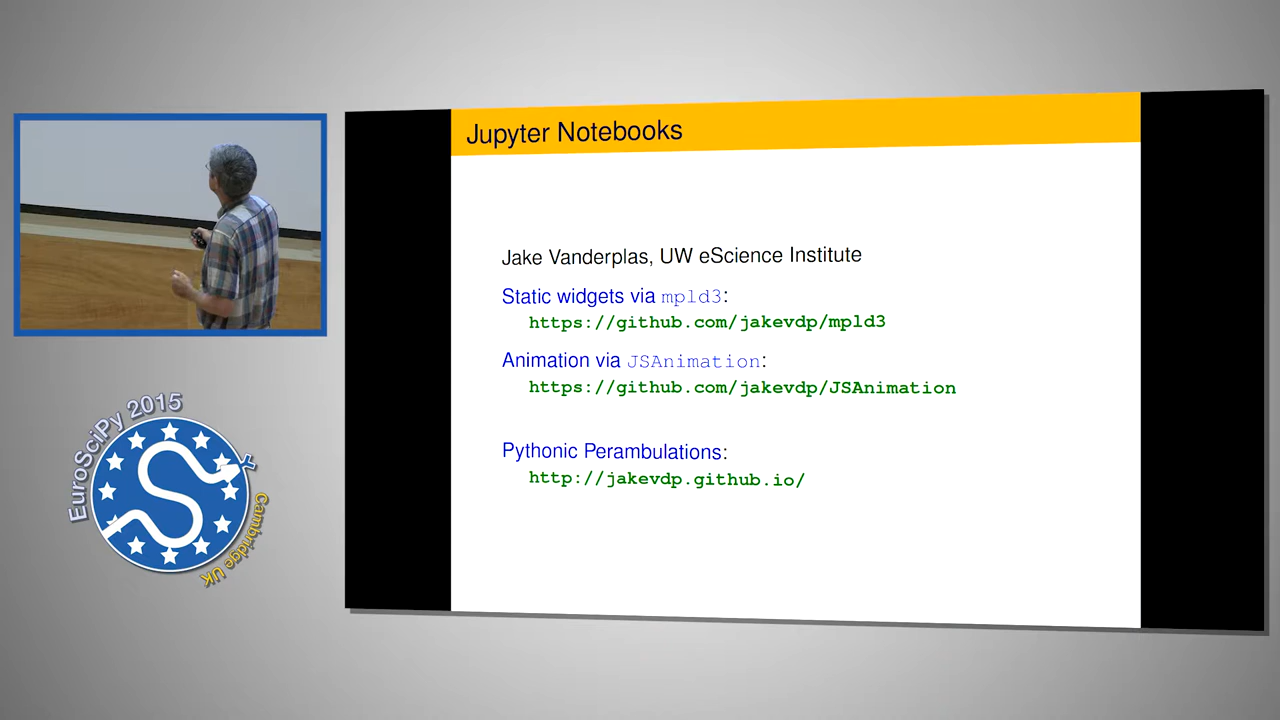 Jupyter Notebooks
Jake Vanderplas, UW eScience Institute
Static widgets via mpld3:
https://github.com/jakevdp/mpld3
Animation via JSAnimation:
https://github.com/jakevdp/JSAnimation
Pythonic Perambulations:
http://jakevdp.github.io/
EuroSciPy 2015
Cambridge UK